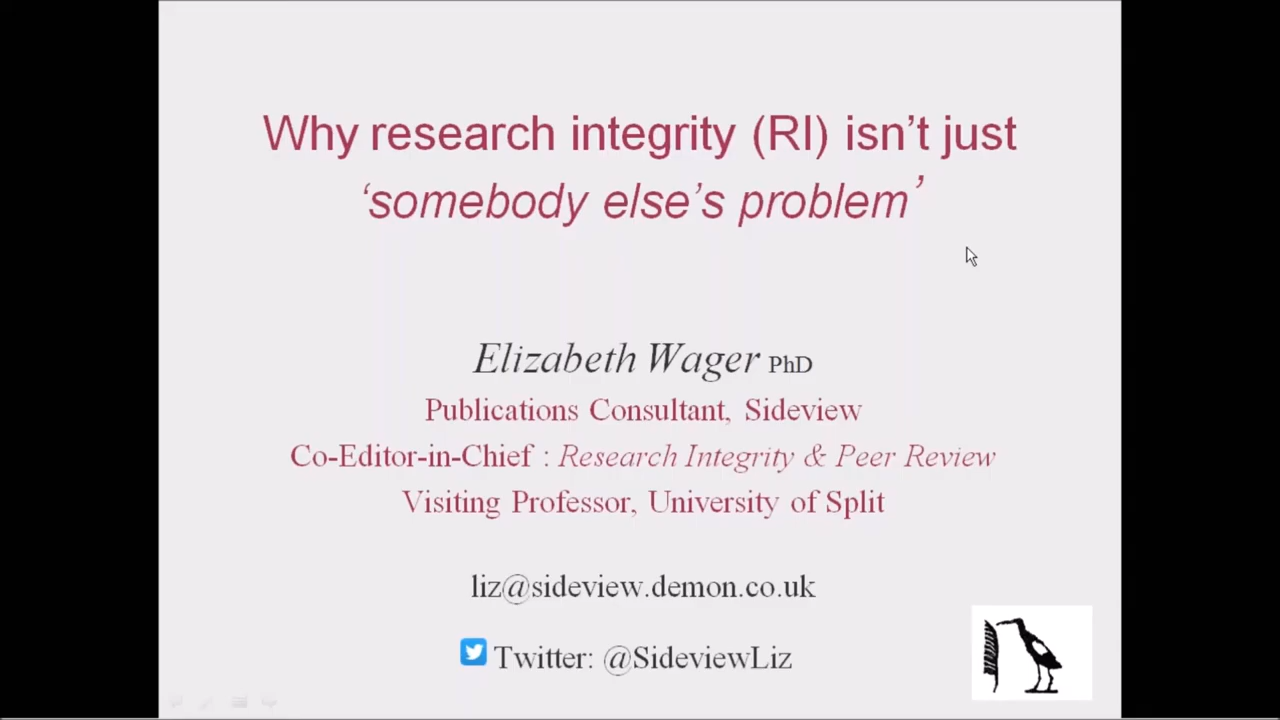 Why research integrity (RI) isn’t just
‘somebody else’s problem’
Elizabeth Wager PhD
Publications Consultant, Sideview
Co-Editor-in-Chief : Research Integrity & Peer Review
Visiting Professor, University of Split
liz@sideview.demon.co.uk
Twitter: @SideviewLiz